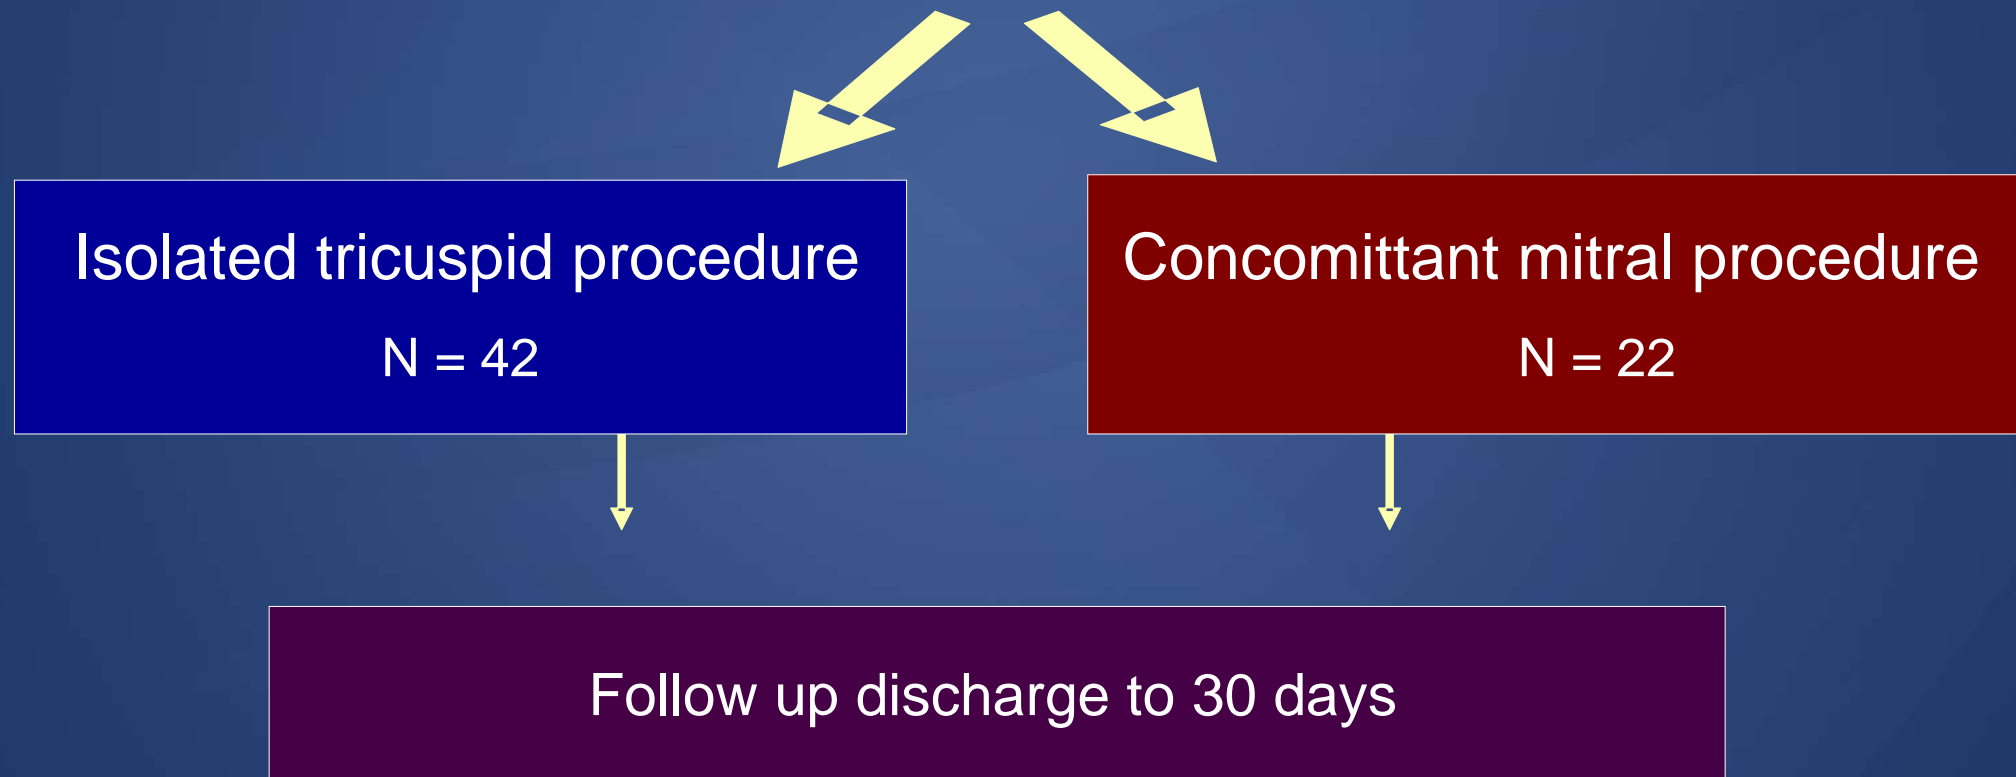 Isolated tricuspid procedure
N = 42
Concomittant mitral procedure
N = 22
Follow up discharge to 30 days